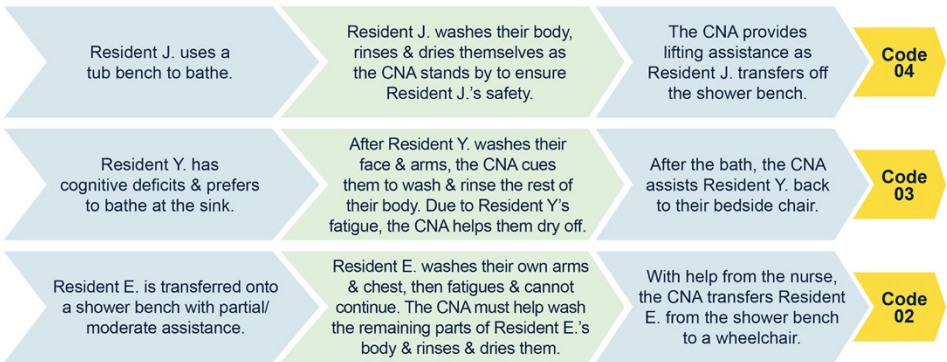 Resident J. uses a
tub bench to bathe.
Resident J. washes their body,
rinses & dries themselves as
the CNA stands by to ensure
Resident J.'s safety.
The CNA provides
lifting assistance as
Resident J. transfers off
the shower bench.
Code
04
Resident Y. has
cognitive deficits & prefers
to bathe at the sink.
After Resident Y. washes their
face & arms, the CNA cues
them to wash & rinse the rest of
their body. Due to Resident Y's
fatigue, the CNA helps them dry off.
After the bath, the CNA
assists Resident Y. back
to their bedside chair.
Code
03
Resident E. is transferred onto
a shower bench with partial/
moderate assistance.
Resident E. washes their own arms
& chest, then fatigues & cannot
continue. The CNA must help wash
the remaining parts of Resident E.'s
body & rinses & dries them.
With help from the nurse,
the CNA transfers Resident
E. from the shower bench
to a wheelchair.
Code
02